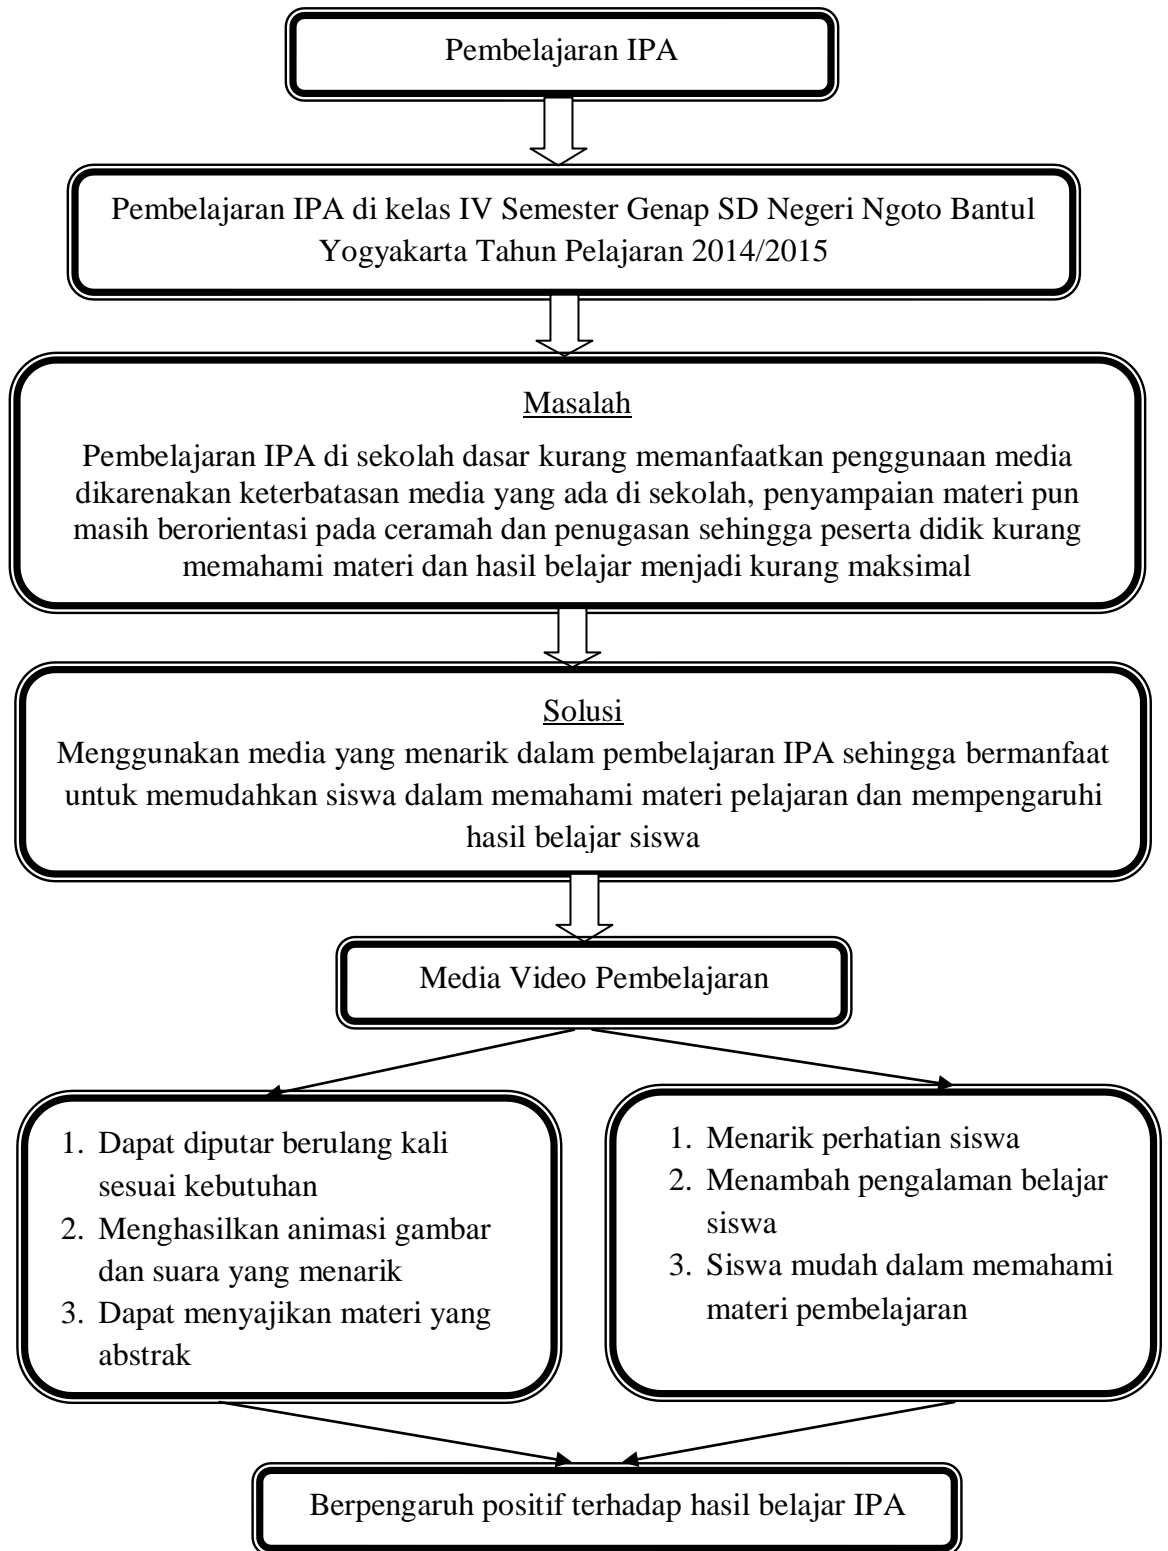 Pembelajaran IPA
Pembelajaran IPA di kelas IV Semester Genap SD Negeri Ngoto Bantul
Yogyakarta Tahun Pelajaran 2014/2015
Masalah
Pembelajaran IPA di sekolah dasar kurang memanfaatkan penggunaan media
dikarenakan keterbatasan media yang ada di sekolah, penyampaian materi pun
masih berorientasi pada ceramah dan penugasan sehingga peserta didik kurang
memahami materi dan hasil belajar menjadi kurang maksimal
Solusi
Menggunakan media yang menarik dalam pembelajaran IPA sehingga bermanfaat
untuk memudahkan siswa dalam memahami materi pelajaran dan mempengaruhi
hasil belajar siswa
Media Video Pembelajaran
1. Dapat diputar berulang kali
sesuai kebutuhan
2. Menghasilkan animasi gambar
dan suara yang menarik
3. Dapat menyajikan materi yang
abstrak
1. Menarik perhatian siswa
2. Menambah pengalaman belajar
siswa
3. Siswa mudah dalam memahami
materi pembelajaran
Berpengaruh positif terhadap hasil belajar IPA